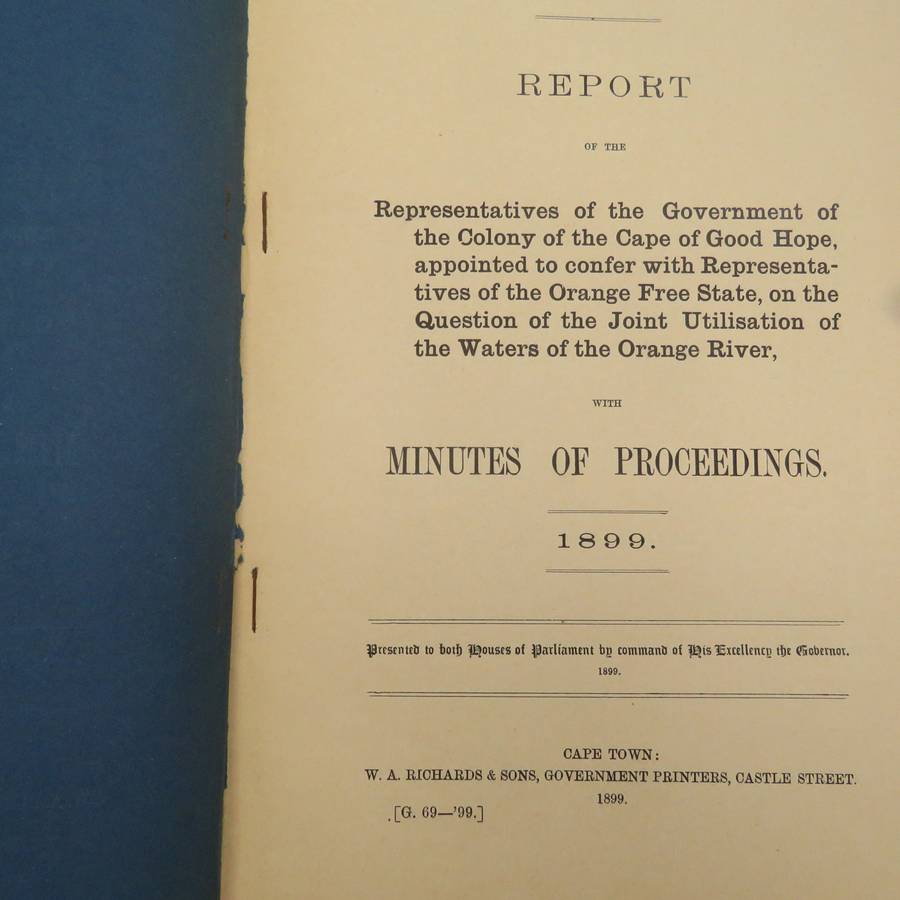 REPORT
OF THE
Representatives of the Government of
the Colony of the Cape of Good Hope,
appointed to confer with Representa-
tives of the Orange Free State, on the
Question of the Joint Utilisation of
the Waters of the Orange River,
WITH
MINUTES OF PROCEEDINGS.
1899.
Presented to both Houses of Parliament by command of His Excellency the Governor.
1899.
CAPE TOWN:
W. A. RICHARDS & SONS, GOVERNMENT PRINTERS, CASTLE STREET.
1899.
[G. 69—'99.]